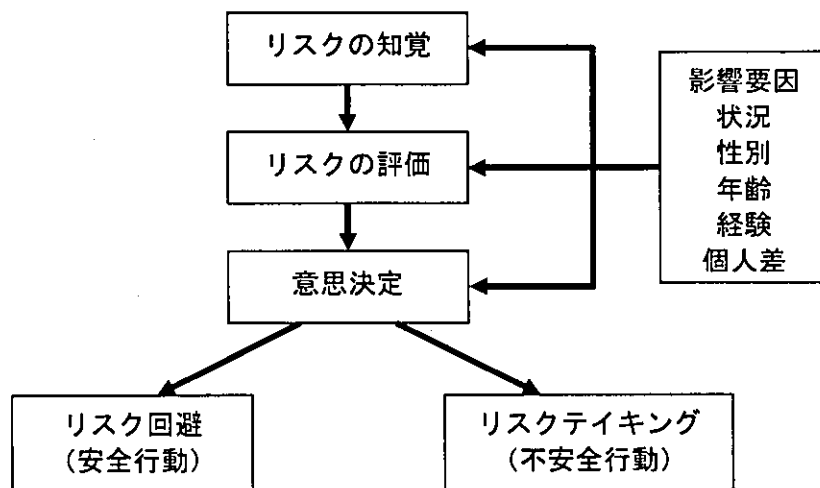 リスクの知覚
リスクの評価
意思決定
影響要因
状況
性別
年齢
経験
個人差
リスク回避
(安全行動)
リスクテイキング
(不安全行動)